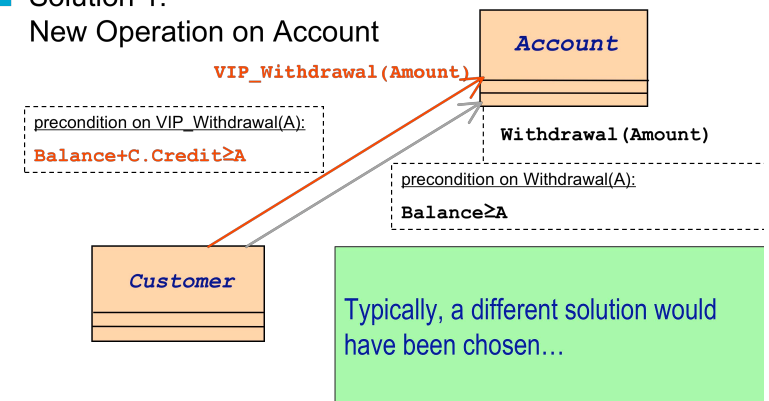 Solution 1:
New Operation on Account
Account
VIP_Withdrawal(Amount)
precondition on VIP_Withdrawal(A):
Balance+C.Credit≥A
Withdrawal(Amount)
precondition on Withdrawal(A):
Balance≥A
Customer
Typically, a different solution would
have been chosen…